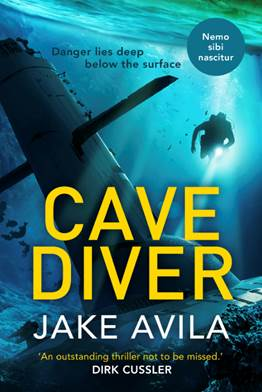 Danger lies deep
below the surface
Nemo
sibi
nascitur
CAVE
DIVER
JAKE AVILA
‘An outstanding thriller not to be missed.’
DIRK CUSSLER